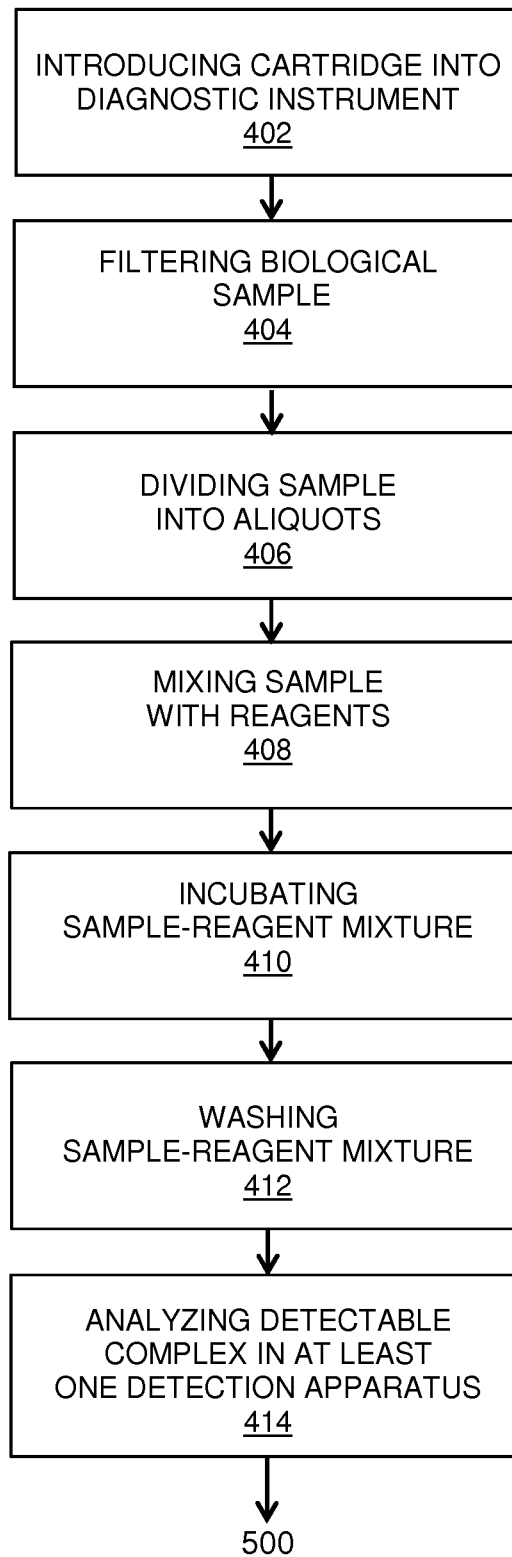 INTRODUCING CARTRIDGE INTO
DIAGNOSTIC INSTRUMENT
402
FILTERING BIOLOGICAL
SAMPLE
404
DIVIDING SAMPLE
INTO ALIQUOTS
406
MIXING SAMPLE
WITH REAGENTS
408
INCUBATING
SAMPLE-REAGENT MIXTURE
410
WASHING
SAMPLE-REAGENT MIXTURE
412
ANALYZING DETECTABLE
COMPLEX IN AT LEAST
ONE DETECTION APPARATUS
414
500